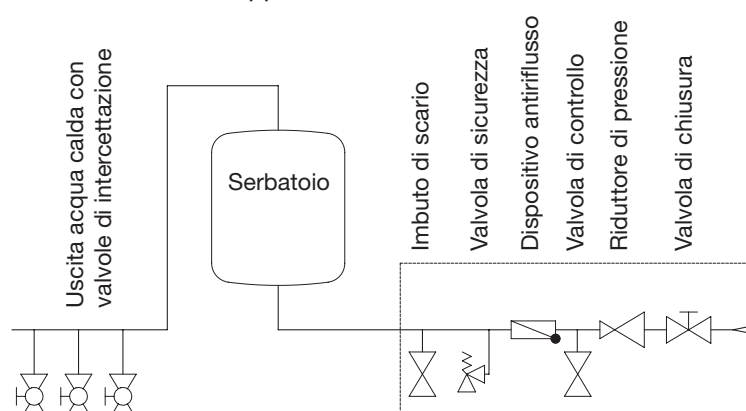 Uscita acqua calda con
valvole di intercettazione
Serbatoio
Imbuto di scario
Valvola di sicurezza
Dispositivo antiriflusso
Valvola di controllo
Riduttore di pressione
Valvola di chiusura